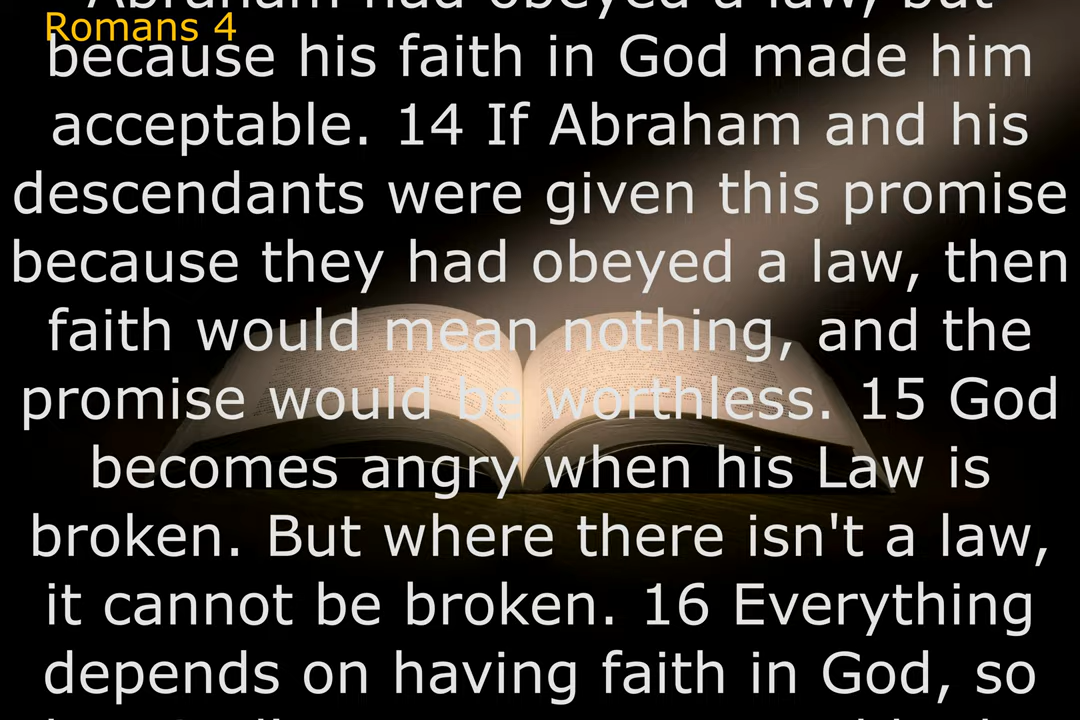 Abraham had obeyed a law, but
Romans 4
because his faith in God made him
acceptable. 14 If Abraham and his
descendants were given this promise
because they had obeyed a law, then
faith would mean nothing, and the
promise would be worthless. 15 God
becomes angry when his Law is
broken. But where there isn't a law,
it cannot be broken. 16 Everything
depends on having faith in God, so